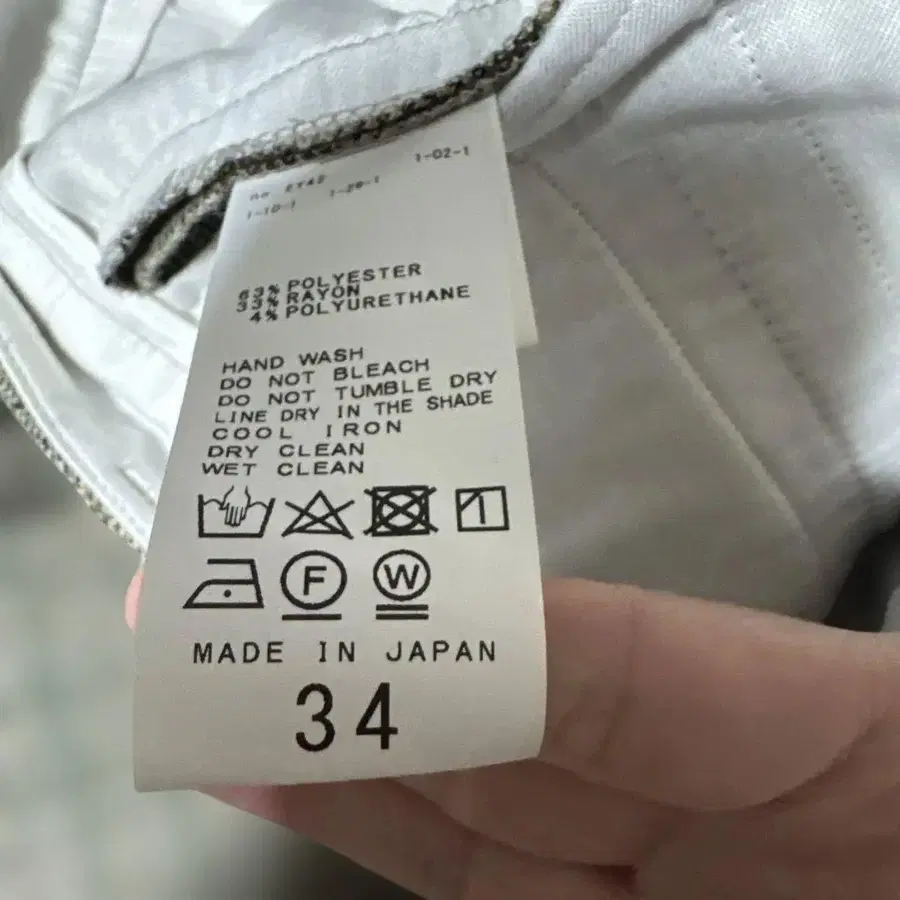 1-02-1
1-10-1 1-20-1
63% POLYESTER
33% RAYON
4% POLYURETHANE
HAND WASH
DO NOT BLEACH
DO NOT TUMBLE DRY
LINE DRY IN THE SHADE
COOL IRON
DRY CLEAN
WET CLEAN
F W
MADE IN JAPAN
34